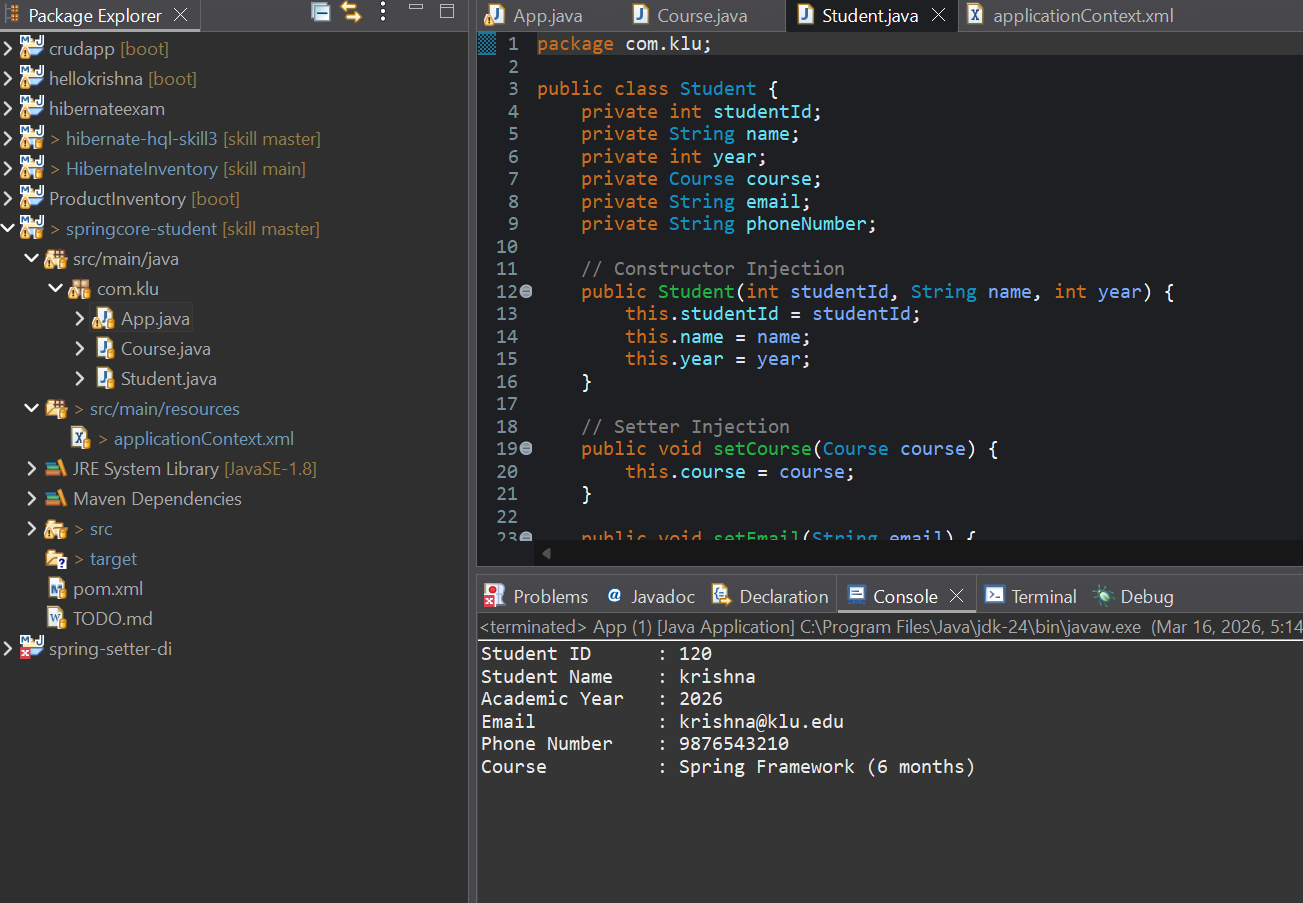 Package Explorer
crudapp [boot]
hellokrishna [boot]
hibernateexam
> hibernate-hql-skill3 [skill master]
> HibernateInventory [skill main]
ProductInventory [boot]
> springcore-student [skill master]
src/main/java
com.klu
App.java
Course.java
Student.java
> src/main/resources
> applicationContext.xml
JRE System Library [JavaSE-1.8]
Maven Dependencies
> src
> target
pom.xml
TODO.md
spring-setter-di
App.java Course.java Student.java applicationContext.xml
1 package com.klu;
2
3 public class Student {
4     private int studentId;
5     private String name;
6     private int year;
7     private Course course;
8     private String email;
9     private String phoneNumber;
10
11     // Constructor Injection
12     public Student(int studentId, String name, int year) {
13         this.studentId = studentId;
14         this.name = name;
15         this.year = year;
16     }
17
18     // Setter Injection
19     public void setCourse(Course course) {
20         this.course = course;
21     }
22
23     public void setEmail(String email) {
Problems Javadoc Declaration Console Terminal Debug
<terminated> App (1) [Java Application] C:\Program Files\Java\jdk-24\bin\javaw.exe (Mar 16, 2026, 5:14
Student ID      : 120
Student Name    : krishna
Academic Year   : 2026
Email           : krishna@klu.edu
Phone Number    : 9876543210
Course          : Spring Framework (6 months)